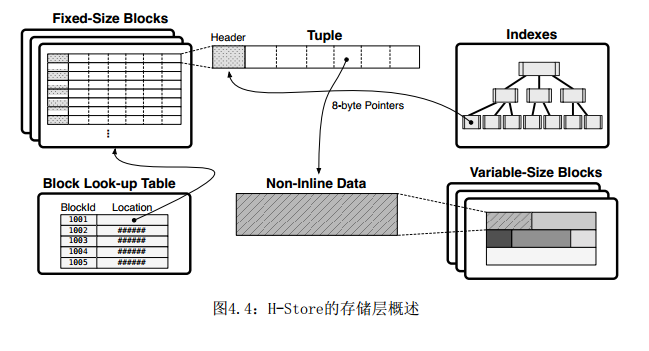 Fixed-Size Blocks
Header
Tuple
Indexes
8-byte Pointers
Block Look-up Table
BlockId Location
1001
1002 ######
1003 ######
1004 ######
1005 ######
Non-Inline Data
Variable-Size Blocks
图4.4：H-Store的存储层概述